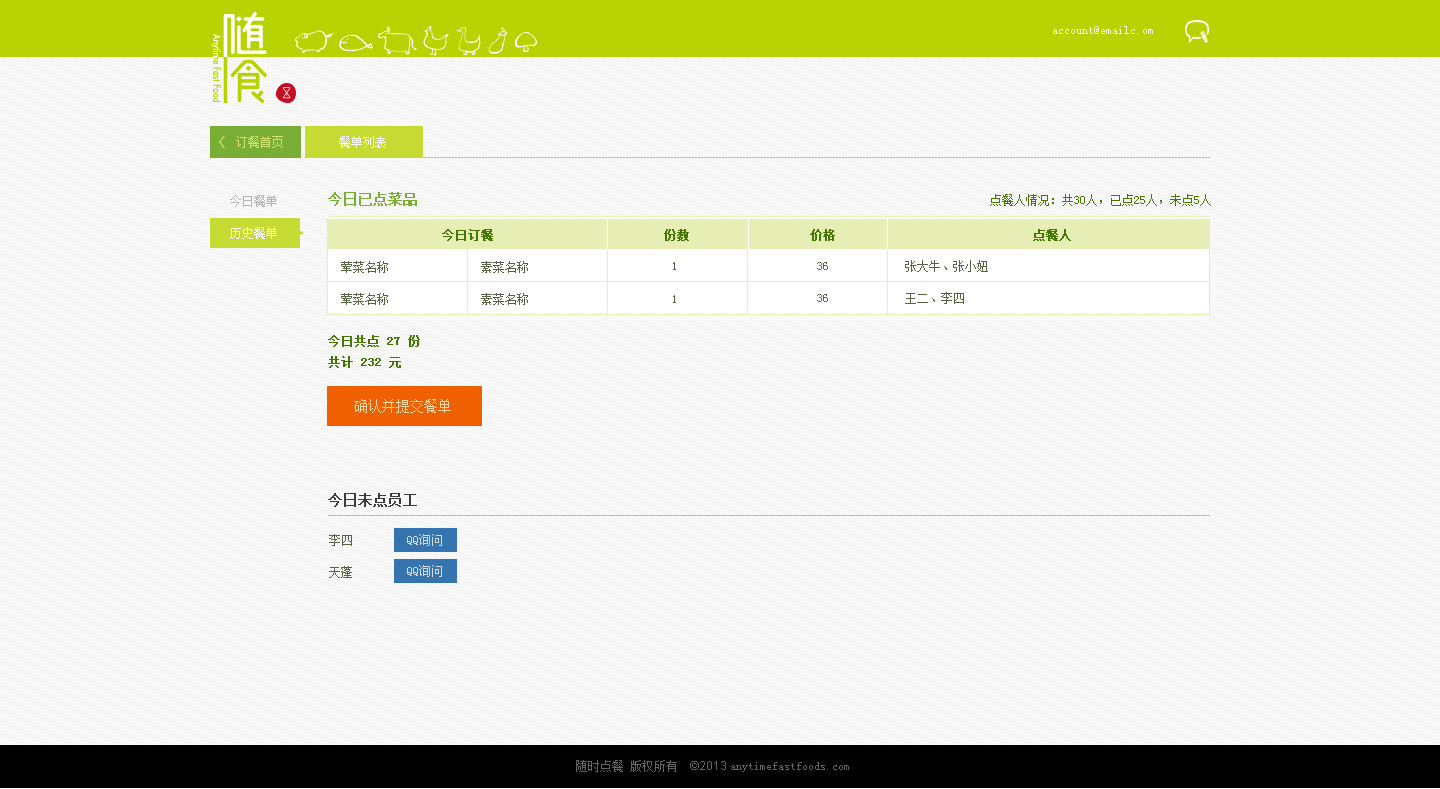 随食
Anytime Fast Food
account@emailc.om
订餐首页
餐单列表
今日餐单
历史餐单
今日已点菜品
点餐人情况：共30人，已点25人，未点5人
今日订餐 份数 价格 点餐人
荤菜名称 素菜名称 1 36 张大牛、张小妞
荤菜名称 素菜名称 1 36 王二、李四
今日共点 27 份
共计 232 元
确认并提交餐单
今日未点员工
李四 QQ询问
天蓬 QQ询问
随时点餐 版权所有 ©2013 anytimefastfoods.com